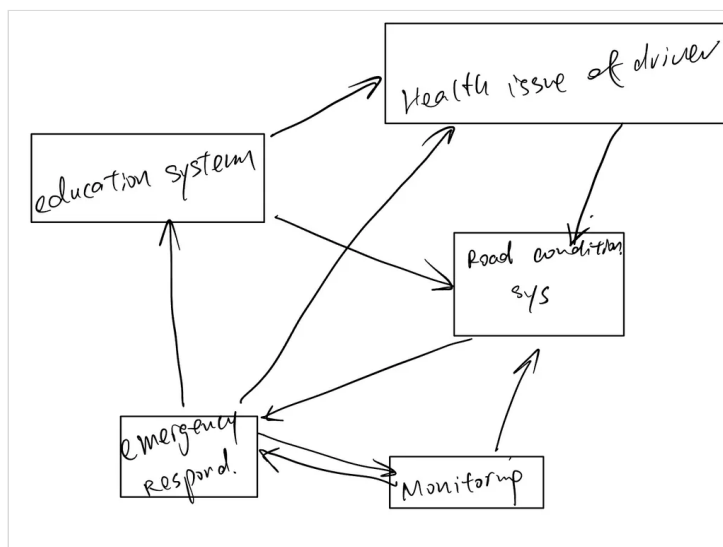 Health issue of driver
education system
Road condition
sys
emergency
respond.
Monitoring